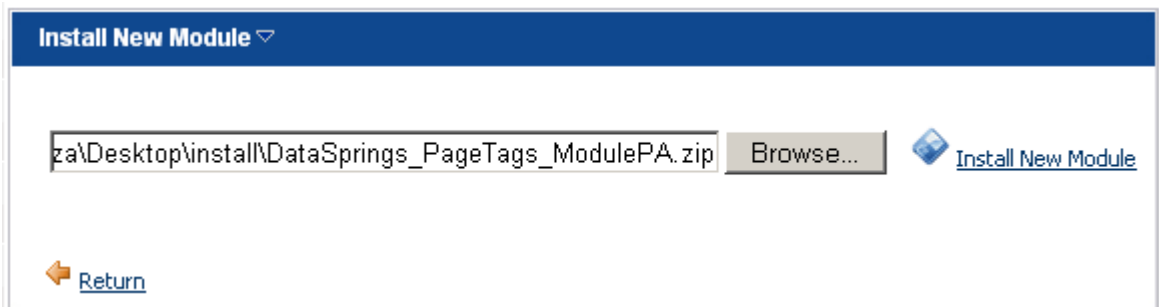 Install New Module
za\Desktop\install\DataSprings_PageTags_ModulePA.zip Browse... Install New Module
Return